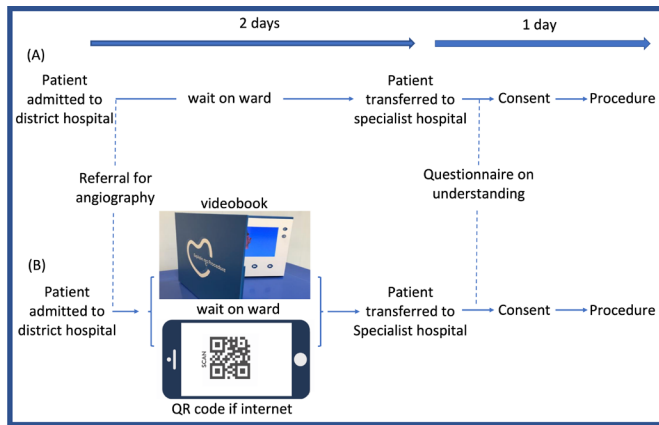 2 days
1 day
(A)
Patient
admitted to
district hospital
wait on ward
Patient
transferred to
specialist hospital
Consent
Procedure
Referral for
angiography
Questionnaire on
understanding
videobook
(B)
Patient
admitted to
district hospital
wait on ward
Patient
transferred to
Specialist hospital
Consent
Procedure
SCAN
QR code if internet